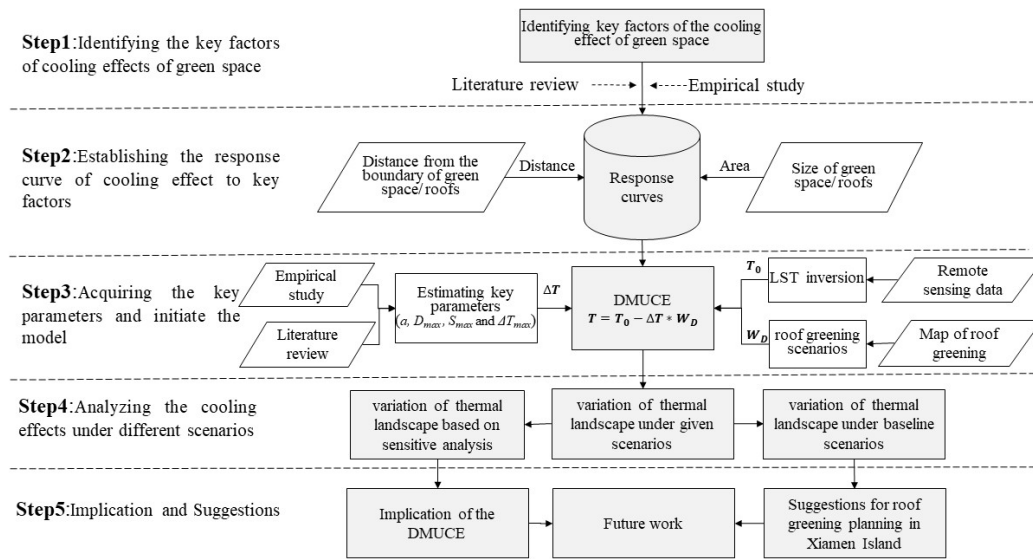 Step1:Identifying the key factors
of cooling effects of green space
Identifying key factors of the cooling
effect of green space
Literature review
Empirical study
Step2:Establishing the response
curve of cooling effect to key
factors
Distance from the
boundary of green
space/roofs
Distance
Response
curves
Area
Size of green
space/roofs
Step3:Acquiring the key
parameters and initiate the
model
Empirical
study
Literature
review
Estimating key
parameters
(a, Dmax, Smax and ΔTmax)
ΔT
DMUCE
T = T0 − ΔT * WD
T0
LST inversion
Remote
sensing data
WD
roof greening
scenarios
Map of roof
greening
Step4:Analyzing the cooling
effects under different scenarios
variation of thermal
landscape based on
sensitive analysis
variation of thermal
landscape under given
scenarios
variation of thermal
landscape under baseline
scenarios
Step5:Implication and Suggestions
Implication of the
DMUCE
Future work
Suggestions for roof
greening planning in
Xiamen Island